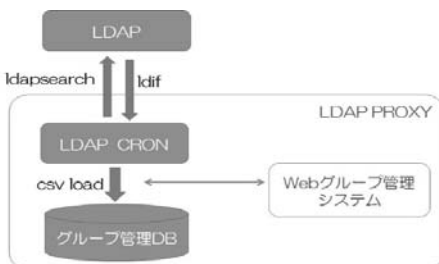 LDAP
ldapsearch
ldif
LDAP PROXY
LDAP CRON
csv load
Webグループ管理
システム
グループ管理DB